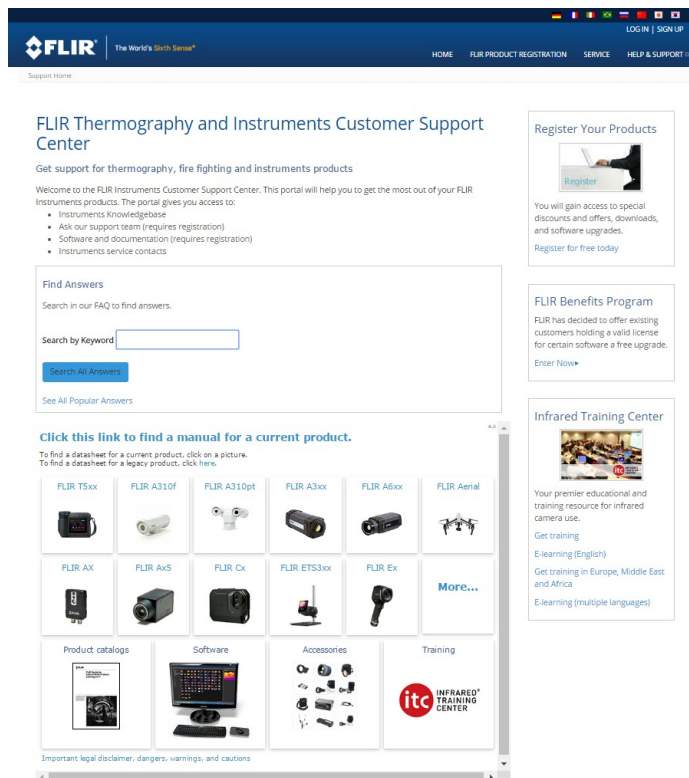 LOG IN | SIGN UP
FLIR®
The World's Sixth Sense®
HOME FLIR PRODUCT REGISTRATION SERVICE HELP & SUPPORT
Support Home
FLIR Thermography and Instruments Customer Support
Center
Get support for thermography, fire fighting and instruments products
Welcome to the FLIR Instruments Customer Support Center. This portal will help you to get the most out of your FLIR
Instruments products. The portal gives you access to:
• Instruments Knowledgebase
• Ask our support team (requires registration)
• Software and documentation (requires registration)
• Instruments service contacts
Find Answers
Search in our FAQ to find answers.
Search by Keyword
Search All Answers
See All Popular Answers
4.0
Click this link to find a manual for a current product.
To find a datasheet for a current product, click on a picture.
To find a datasheet for a legacy product, click here.
FLIR T5xx FLIR A310f FLIR A310pt FLIR A3xx FLIR A6xx FLIR Aerial
FLIR AX FLIR Ax5 FLIR Cx FLIR ETS3xx FLIR Ex
More...
Product catalogs Software Accessories Training
itc INFRARED®
TRAINING
CENTER
Important legal disclaimer, dangers, warnings, and cautions
Register Your Products
Register
You will gain access to special
discounts and offers, downloads,
and software upgrades.
Register for free today
FLIR Benefits Program
FLIR has decided to offer existing
customers holding a valid license
for certain software a free upgrade.
Enter Now▸
Infrared Training Center
itc
Your premier educational and
training resource for infrared
camera use.
Get training
E-learning (English)
Get training in Europe, Middle East
and Africa
E-learning (multiple languages)